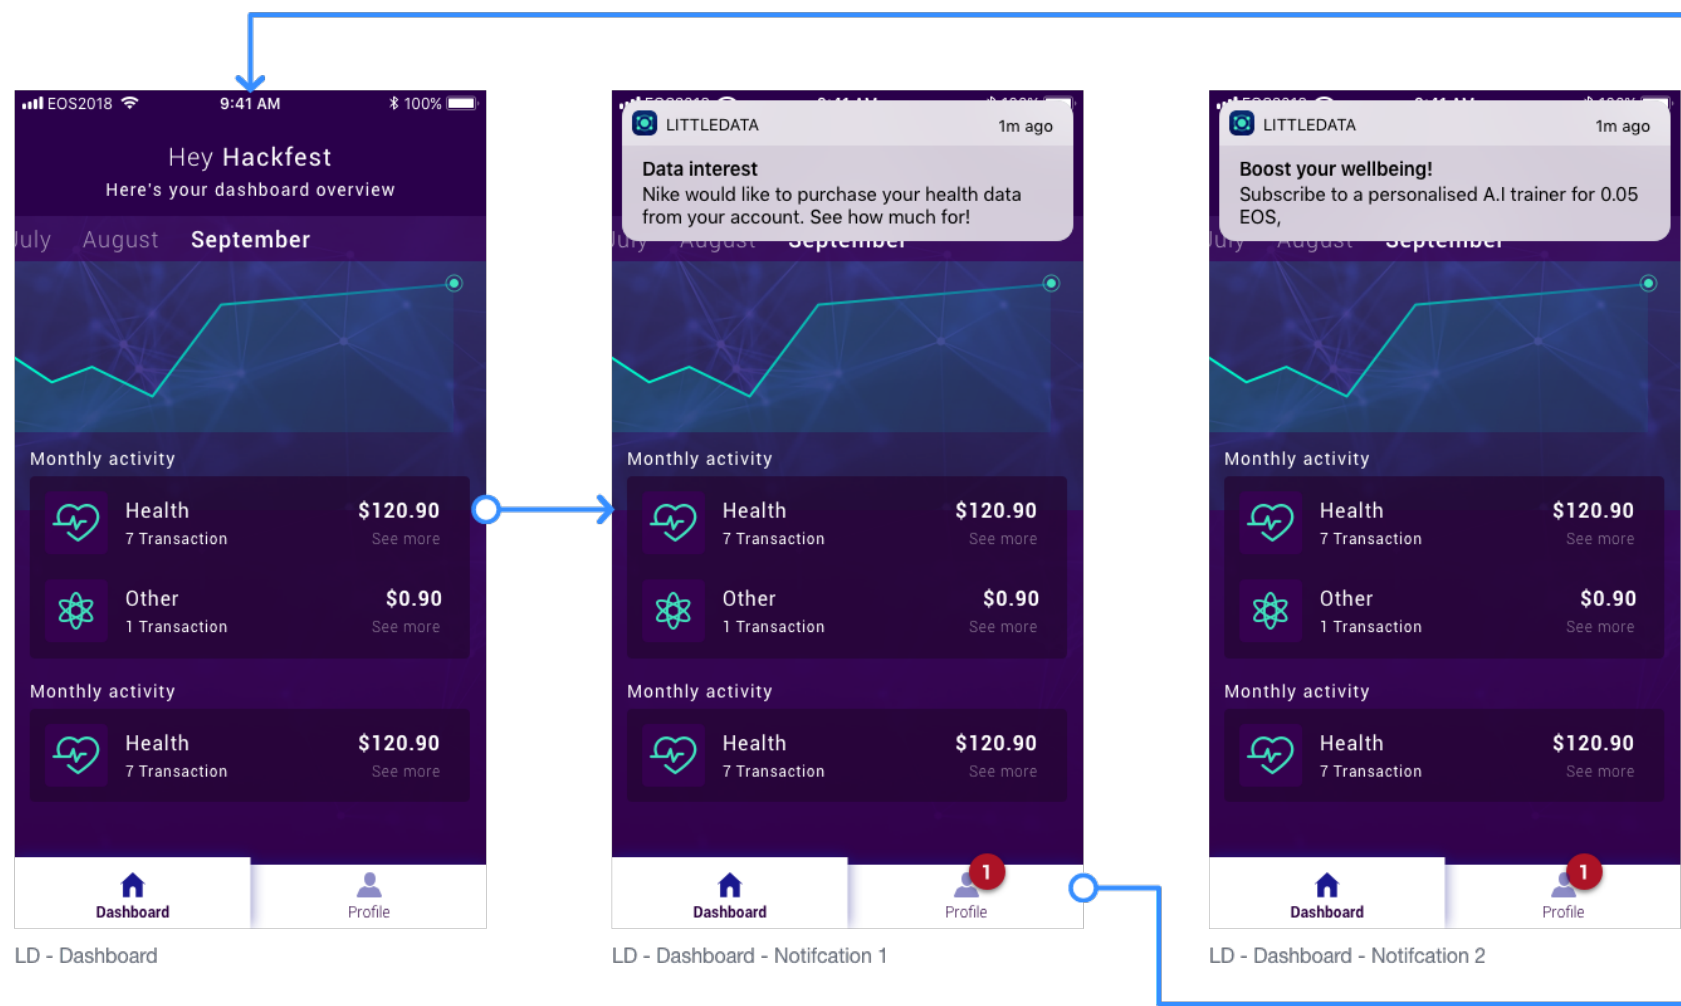 EOS2018 9:41 AM 100%
Hey Hackfest
Here's your dashboard overview
July August September
Monthly activity
Health $120.90
7 Transaction See more
Other $0.90
1 Transaction See more
Monthly activity
Health $120.90
7 Transaction See more
Dashboard Profile
LD - Dashboard
LITTLEDATA 1m ago
Data interest
Nike would like to purchase your health data
from your account. See how much for!
July August September
Monthly activity
Health $120.90
7 Transaction See more
Other $0.90
1 Transaction See more
Monthly activity
Health $120.90
7 Transaction See more
1
Dashboard Profile
LD - Dashboard - Notifcation 1
LITTLEDATA 1m ago
Boost your wellbeing!
Subscribe to a personalised A.I trainer for 0.05
EOS,
July August September
Monthly activity
Health $120.90
7 Transaction See more
Other $0.90
1 Transaction See more
Monthly activity
Health $120.90
7 Transaction See more
1
Dashboard Profile
LD - Dashboard - Notifcation 2